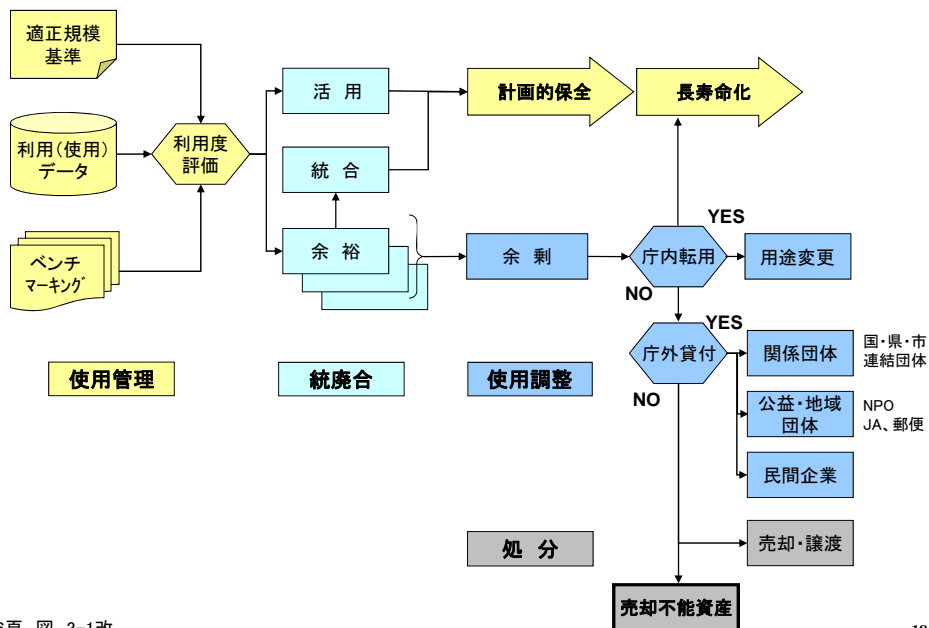 適正規模
基準
利用(使用)
データ
ベンチ
マーキング
利用度
評価
活 用
統 合
余 裕
計画的保全
長寿命化
余 剰
庁内転用
YES
用途変更
NO
庁外貸付
YES
関係団体
国・県・市
連結団体
NO
公益・地域
団体
NPO
JA、郵便
民間企業
使用管理
統廃合
使用調整
処 分
売却・譲渡
売却不能資産